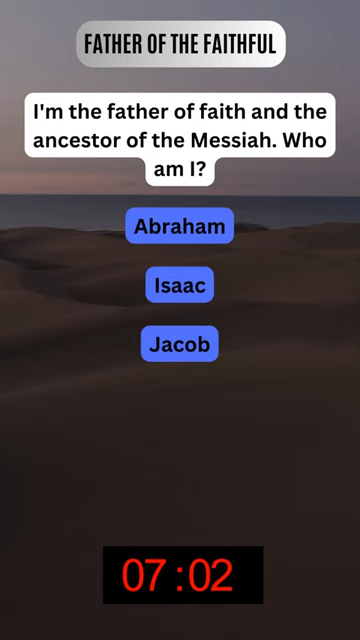 FATHER OF THE FAITHFUL
I'm the father of faith and the
ancestor of the Messiah. Who
am I?
Abraham
Isaac
Jacob
07:02